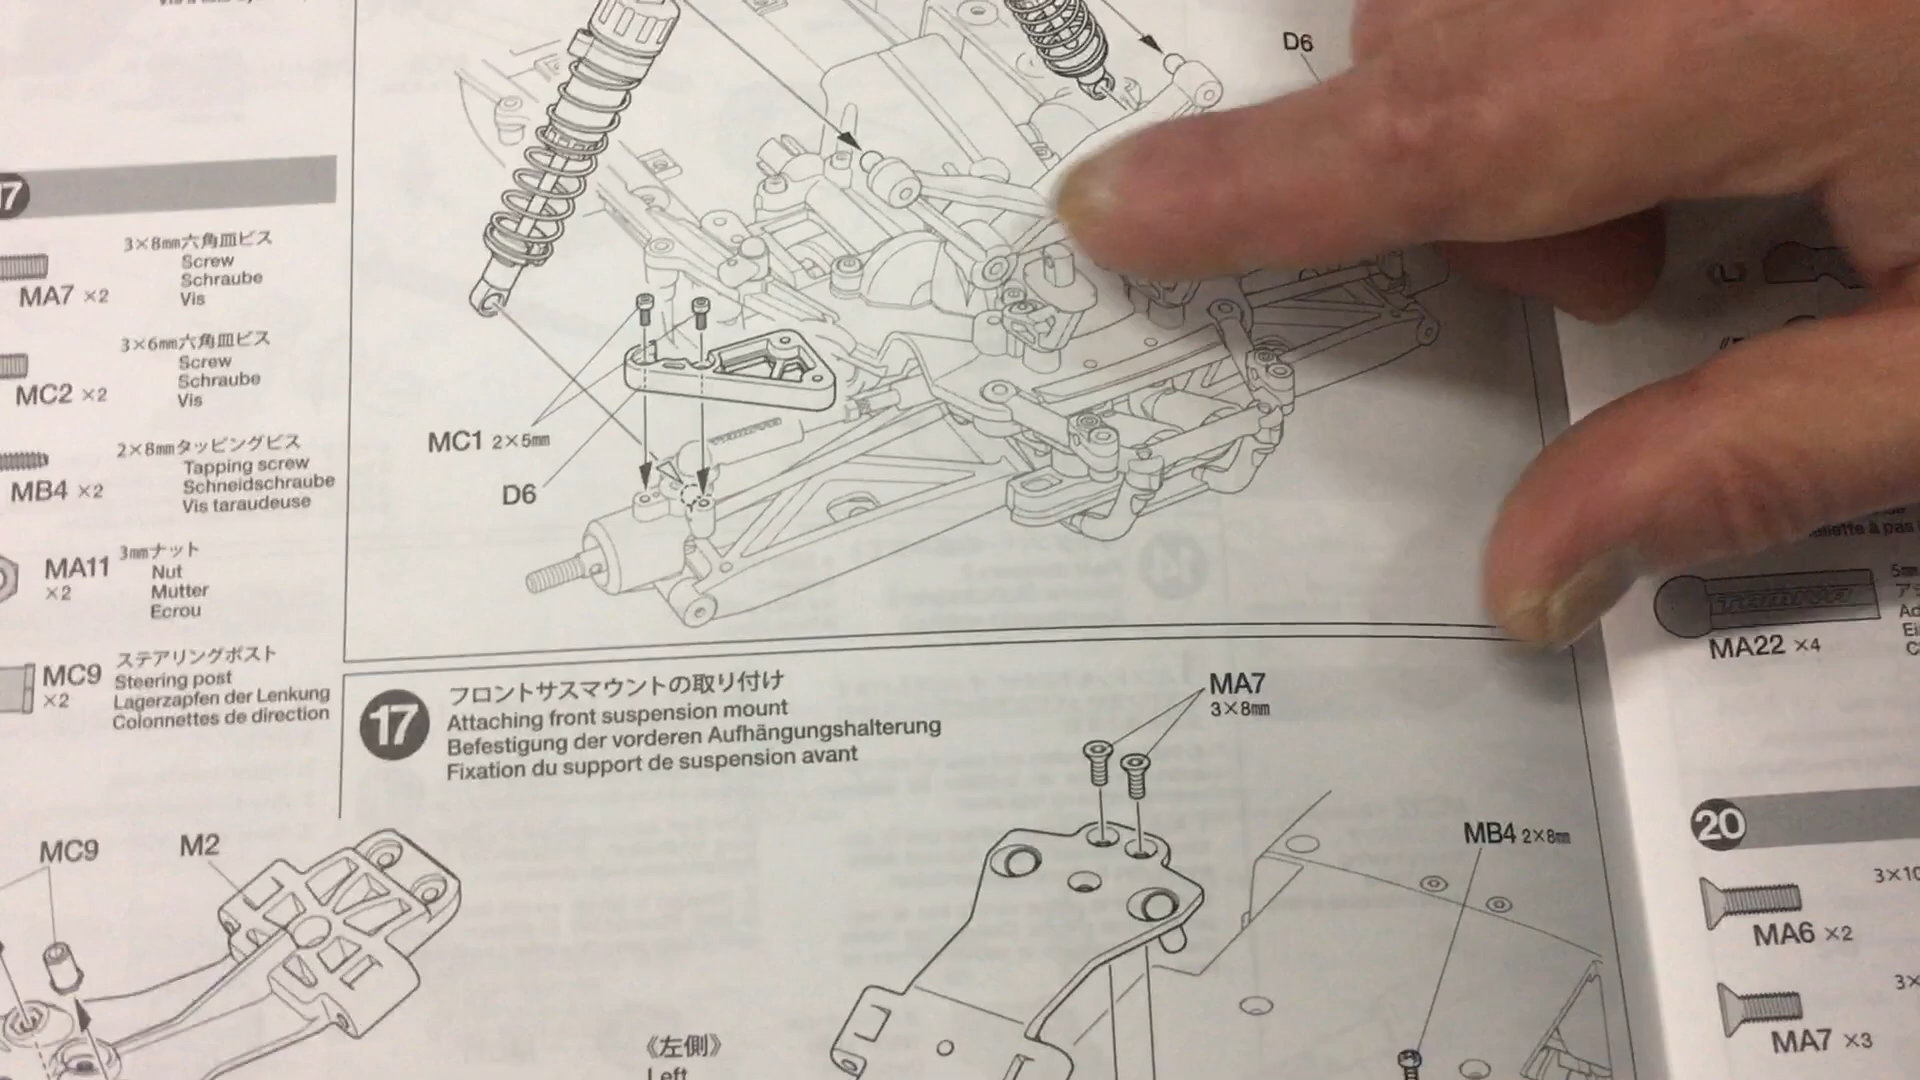 D6
17
3×8mm六角皿ビス
Screw
Schraube
Vis
MA7 ×2
3×6mm六角皿ビス
Screw
Schraube
Vis
MC2 ×2
2×8mmタッピングビス
Tapping screw
Schneidschraube
Vis taraudeuse
MB4 ×2
3mmナット
Nut
Mutter
Ecrou
MA11
×2
ステアリングポスト
Steering post
Lagerzapfen der Lenkung
Colonnettes de direction
MC9
×2
MC1 2×5mm
D6
17
フロントサスマウントの取り付け
Attaching front suspension mount
Befestigung der vorderen Aufhängungshalterung
Fixation du support de suspension avant
MA7
3×8mm
MC9
M2
MB4 2×8mm
《左側》
Left
TAMIYA
MA22 ×4
20
MA6 ×2
MA7 ×3